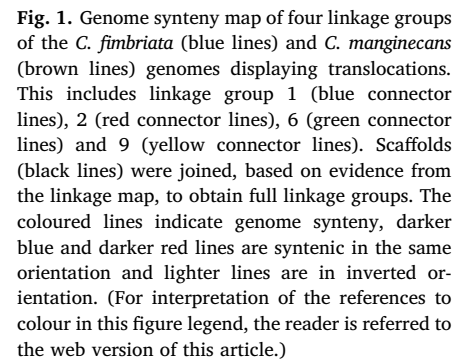 Fig. 1. Genome synteny map of four linkage groups
of the C. fimbriata (blue lines) and C. manginecans
(brown lines) genomes displaying translocations.
This includes linkage group 1 (blue connector
lines), 2 (red connector lines), 6 (green connector
lines) and 9 (yellow connector lines). Scaffolds
(black lines) were joined, based on evidence from
the linkage map, to obtain full linkage groups. The
coloured lines indicate genome synteny, darker
blue and darker red lines are syntenic in the same
orientation and lighter lines are in inverted or-
ientation. (For interpretation of the references to
colour in this figure legend, the reader is referred to
the web version of this article.)